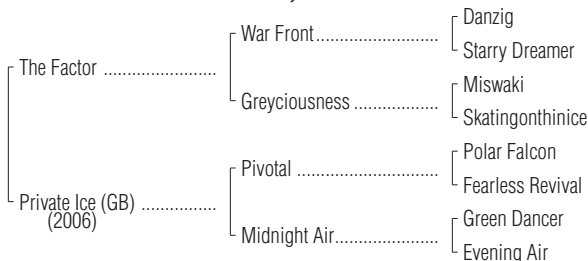 Danzig
War Front
Starry Dreamer
The Factor
Miswaki
Greyciousness
Skatingonthinice
Polar Falcon
Pivotal
Fearless Revival
Private Ice (GB)
(2006)
Green Dancer
Midnight Air
Evening Air